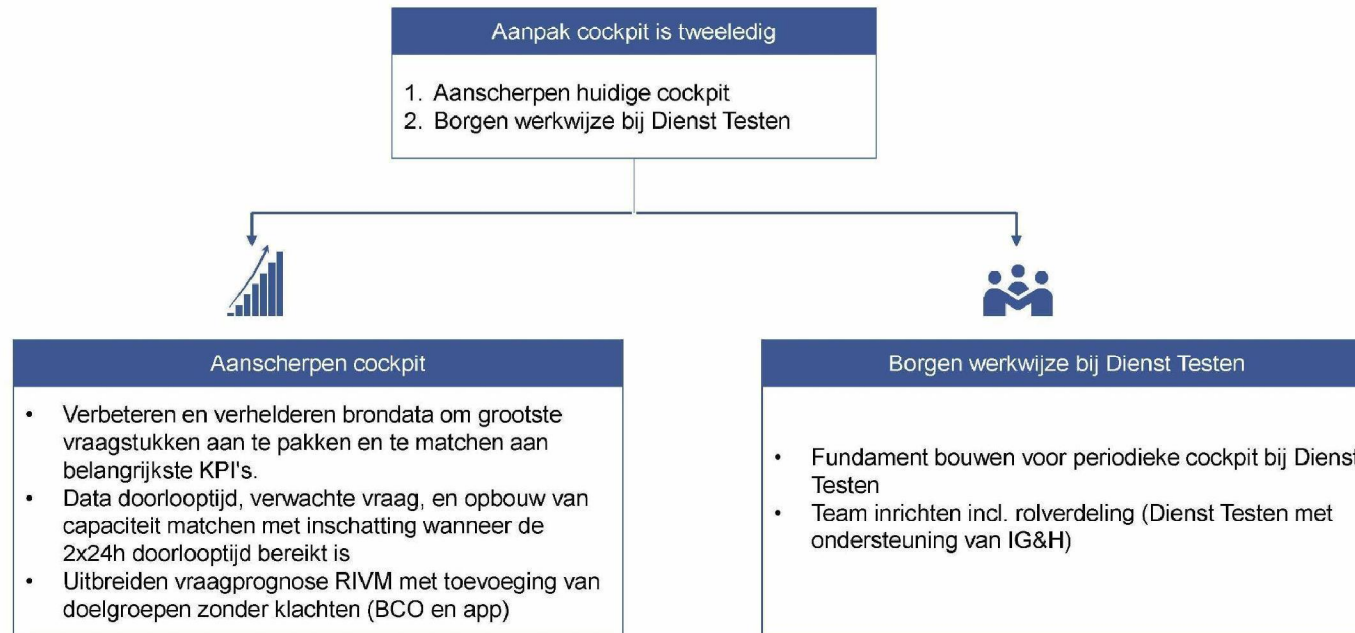 Aanpak cockpit is tweeledig
1. Aanscherpen huidige cockpit
2. Borgen werkwijze bij Dienst Testen
Aanscherpen cockpit
• Verbeteren en verhelderen brondata om grootste
vraagstukken aan te pakken en te matchen aan
belangrijkste KPI's.
• Data doorlooptijd, verwachte vraag, en opbouw van
capaciteit matchen met inschatting wanneer de
2x24h doorlooptijd bereikt is
• Uitbreiden vraagprognose RIVM met toevoeging van
doelgroepen zonder klachten (BCO en app)
Borgen werkwijze bij Dienst Testen
• Fundament bouwen voor periodieke cockpit bij Dienst
Testen
• Team inrichten incl. rolverdeling (Dienst Testen met
ondersteuning van IG&H)